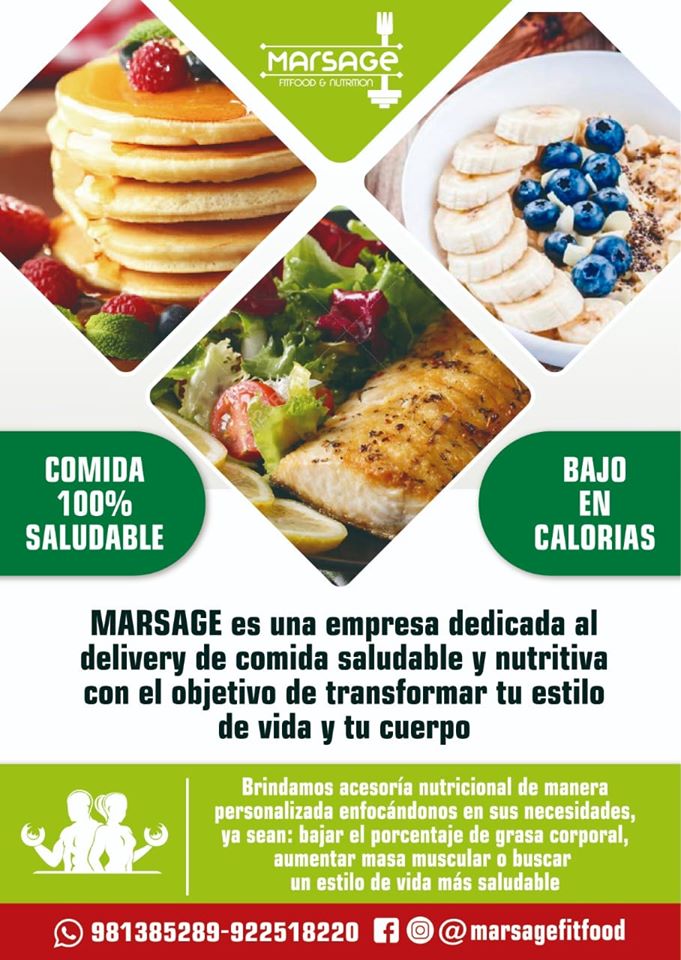 MARSAGE
FITFOOD & NUTRITION
COMIDA
100%
SALUDABLE
BAJO
EN
CALORIAS
MARSAGE es una empresa dedicada al
delivery de comida saludable y nutritiva
con el objetivo de transformar tu estilo
de vida y tu cuerpo
Brindamos acesoría nutricional de manera
personalizada enfocándonos en sus necesidades,
ya sean: bajar el porcentaje de grasa corporal,
aumentar masa muscular o buscar
un estilo de vida más saludable
981385289-922518220 @marsagefitfood